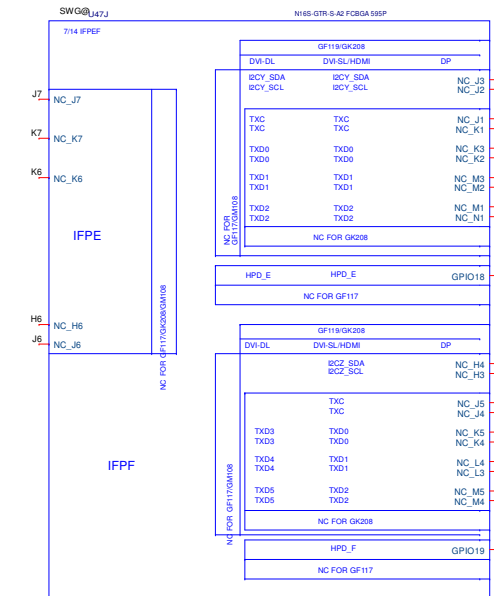 SWG@ U47J
N16S-GTR-S-A2 FCBGA 595P
7/14 IFPEF
GF119/GK208
DVI-DL DVI-SL/HDMI DP
I2CY_SDA I2CY_SDA NC_J3
I2CY_SCL I2CY_SCL NC_J2
J7 NC_J7
TXC TXC NC_J1
TXC TXC NC_K1
K7 NC_K7
TXD0 TXD0 NC_K3
TXD0 TXD0 NC_K2
K6 NC_K6
TXD1 TXD1 NC_M3
TXD1 TXD1 NC_M2
TXD2 TXD2 NC_M1
TXD2 TXD2 NC_N1
NC FOR
GF117/GM108
IFPE
NC FOR GK208
HPD_E HPD_E GPIO18
NC FOR GF117
NC FOR GF117/GK208/GM108
H6 NC_H6
J6 NC_J6
GF119/GK208
DVI-DL DVI-SL/HDMI DP
I2CZ_SDA NC_H4
I2CZ_SCL NC_H3
TXC NC_J5
TXC NC_J4
TXD3 TXD0 NC_K5
TXD3 TXD0 NC_K4
IFPF
TXD4 TXD1 NC_L4
TXD4 TXD1 NC_L3
TXD5 TXD2 NC_M5
TXD5 TXD2 NC_M4
NC FOR GF117/GM108
NC FOR GK208
HPD_F GPIO19
NC FOR GF117